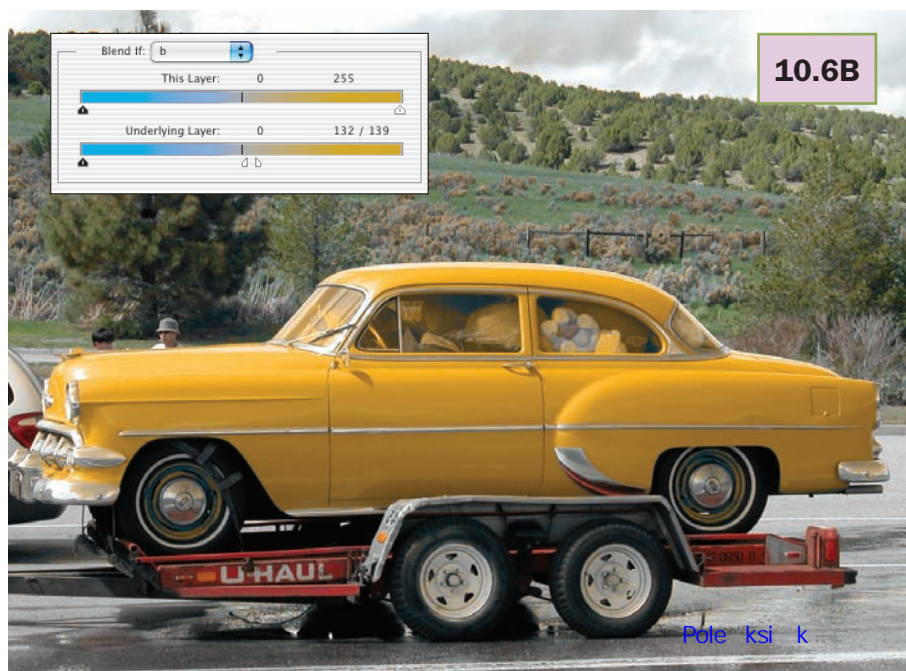 Blend If: b
10.6B
This Layer: 0 255
Underlying Layer: 0 132 / 139
U-HAUL
Pole ksi k